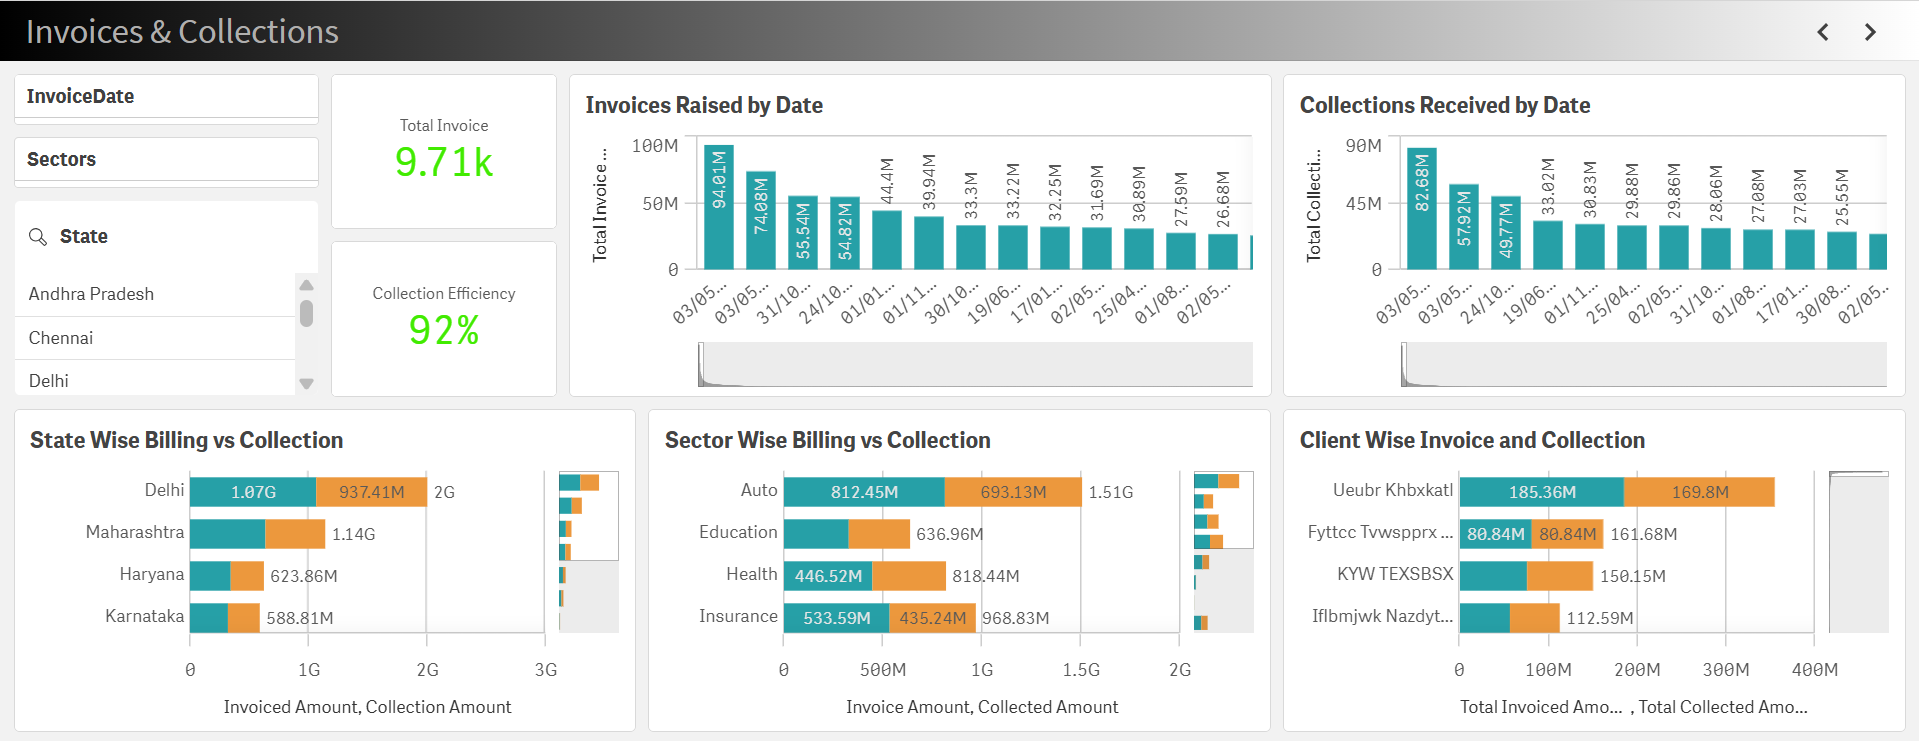 Invoices & Collections
InvoiceDate
Sectors
State
Andhra Pradesh
Chennai
Delhi
Total Invoice
9.71k
Collection Efficiency
92%
Invoices Raised by Date
Total Invoice ...
100M
50M
0
94.01M
74.08M
55.54M
54.82M
44.4M
39.94M
33.3M
33.22M
32.25M
31.69M
30.89M
27.59M
26.68M
03/05...
03/05...
31/10...
24/10...
01/01...
01/11...
30/10...
19/06...
17/01...
02/05...
25/04...
01/08...
02/05...
Collections Received by Date
Total Collecti...
90M
45M
0
82.68M
57.92M
49.77M
33.02M
30.83M
29.88M
29.86M
28.06M
27.08M
27.03M
25.55M
03/05...
03/05...
24/10...
19/06...
01/11...
25/04...
02/05...
31/10...
01/08...
17/01...
30/08...
02/05...
State Wise Billing vs Collection
Delhi 1.07G 937.41M 2G
Maharashtra 1.14G
Haryana 623.86M
Karnataka 588.81M
0 1G 2G 3G
Invoiced Amount, Collection Amount
Sector Wise Billing vs Collection
Auto 812.45M 693.13M 1.51G
Education 636.96M
Health 446.52M 818.44M
Insurance 533.59M 435.24M 968.83M
0 500M 1G 1.5G 2G
Invoice Amount, Collected Amount
Client Wise Invoice and Collection
Ueubr Khbxkatl 185.36M 169.8M
Fyttcc Tvwspprx ... 80.84M 80.84M 161.68M
KYW TEXSBSX 150.15M
Iflbmjwk Nazdyt... 112.59M
0 100M 200M 300M 400M
Total Invoiced Amo... , Total Collected Amo...